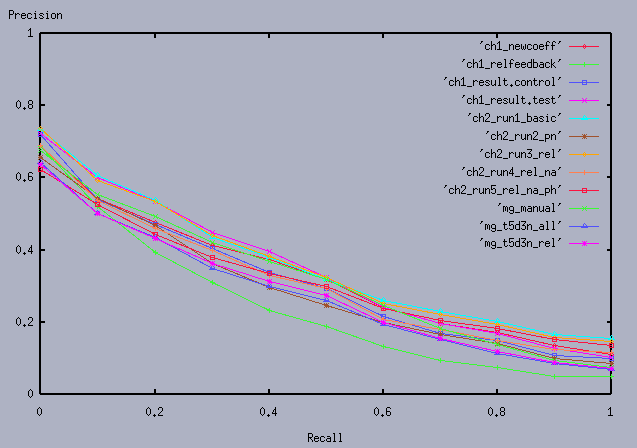 Precision
1
0.8
0.6
0.4
0.2
0
'ch1_newcoeff'
'ch1_relfeedback'
'ch1_result.control'
'ch1_result.test'
'ch2_run1_basic'
'ch2_run2_pn'
'ch2_run3_rel'
'ch2_run4_rel_na'
'ch2_run5_rel_na_ph'
'mg_manual'
'mg_t5d3n_all'
'mg_t5d3n_rel'
0 0.2 0.4 0.6 0.8 1
Recall